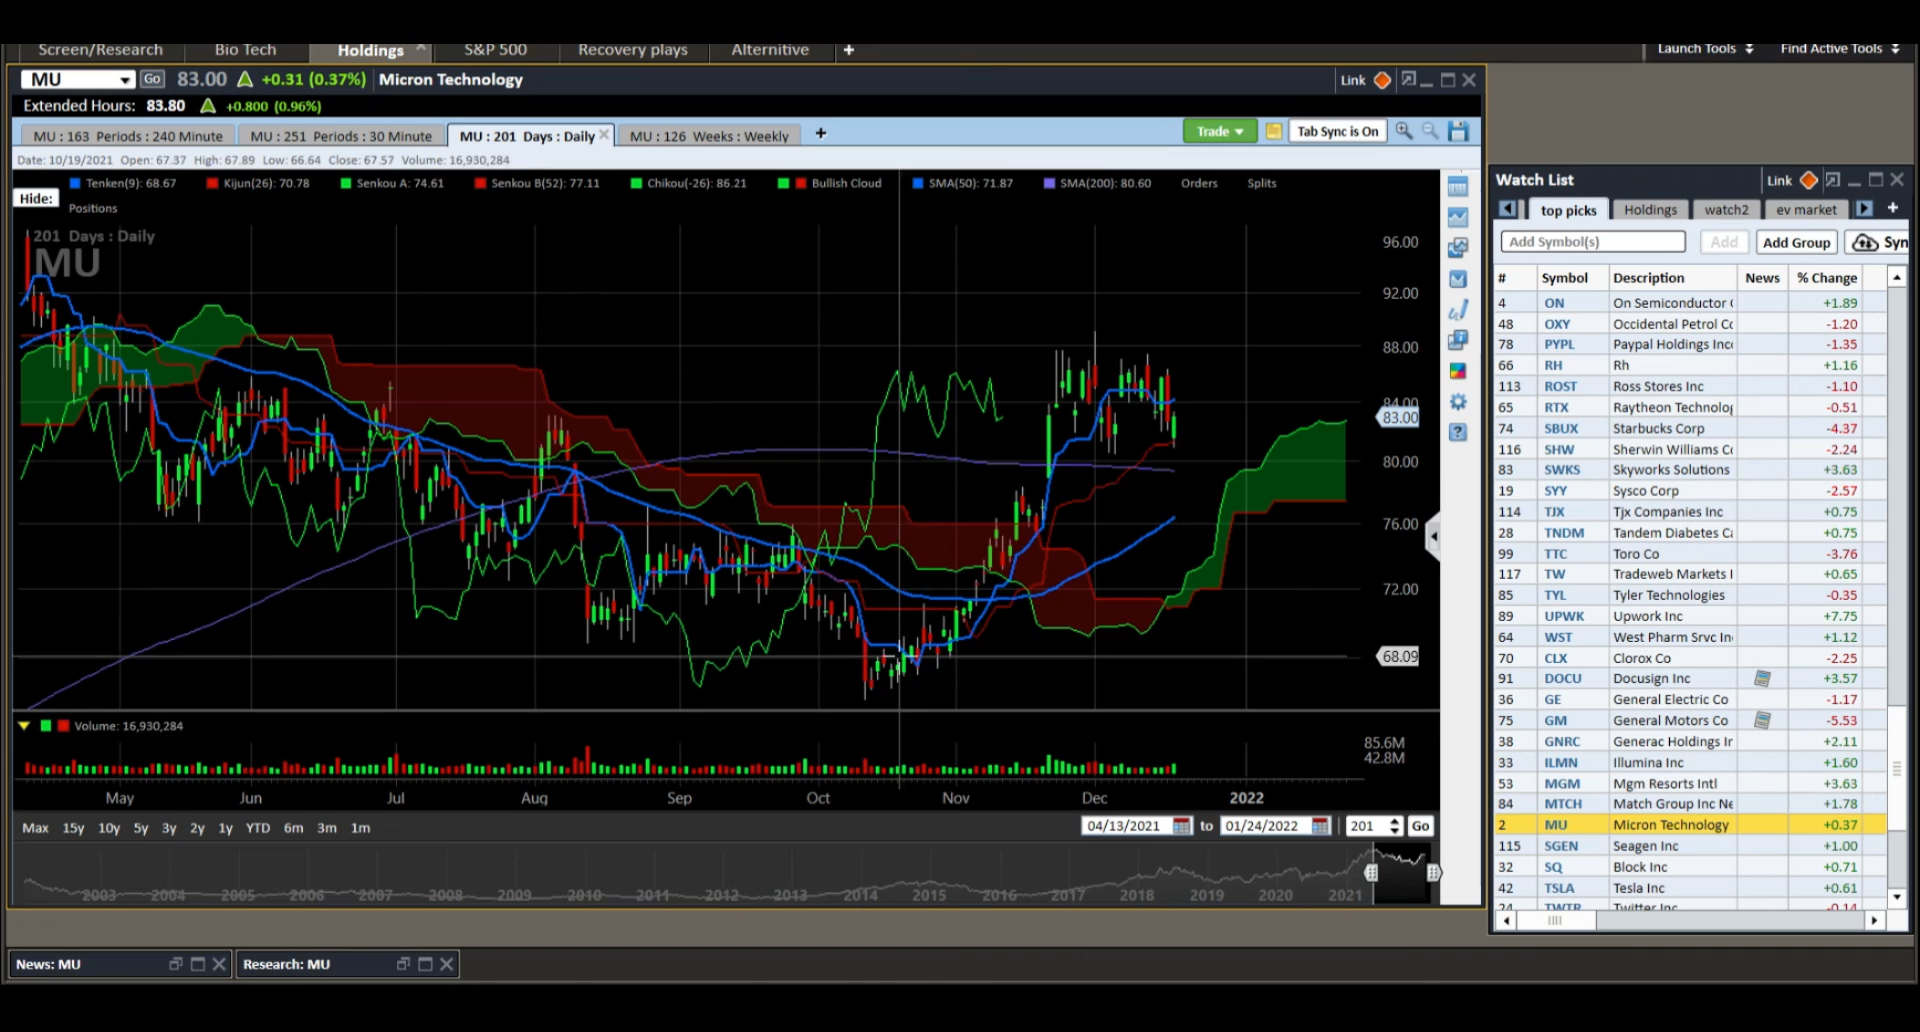 Screen/Research Bio Tech Holdings S&P 500 Recovery plays Alternitive + Launch Tools Find Active Tools
MU Go 83.00 +0.31 (0.37%) Micron Technology Link
Extended Hours: 83.80 +0.800 (0.96%)
MU : 163 Periods : 240 Minute MU : 251 Periods : 30 Minute MU : 201 Days : Daily MU : 126 Weeks : Weekly + Trade Tab Sync is On
Date: 10/19/2021 Open: 67.37 High: 67.89 Low: 66.64 Close: 67.57 Volume: 16,930,284
Hide: Tenken(9): 68.67 Kijun(26): 70.78 Senkou A: 74.61 Senkou B(52): 77.11 Chikou(-26): 86.21 Bullish Cloud SMA(50): 71.87 SMA(200): 80.60 Orders Splits
Positions
201 Days : Daily
MU
96.00
92.00
88.00
84.00
83.00
80.00
76.00
72.00
68.09
Volume: 16,930,284
85.6M
42.8M
May Jun Jul Aug Sep Oct Nov Dec 2022
Max 15y 10y 5y 3y 2y 1y YTD 6m 3m 1m 04/13/2021 to 01/24/2022 201 Go
2003 2004 2005 2006 2007 2008 2009 2010 2011 2012 2013 2014 2015 2016 2017 2018 2019 2020 2021
Watch List Link
top picks Holdings watch2 ev market +
Add Symbol(s) Add Add Group Syn
# Symbol Description News % Change
4 ON On Semiconductor +1.89
48 OXY Occidental Petrol Co -1.20
78 PYPL Paypal Holdings Inc -1.35
66 RH Rh +1.16
113 ROST Ross Stores Inc -1.10
65 RTX Raytheon Technolog -0.51
74 SBUX Starbucks Corp -4.37
116 SHW Sherwin Williams Co -2.24
83 SWKS Skyworks Solutions +3.63
19 SYY Sysco Corp -2.57
114 TJX Tjx Companies Inc +0.75
28 TNDM Tandem Diabetes Ca +0.75
99 TTC Toro Co -3.76
117 TW Tradeweb Markets I +0.65
85 TYL Tyler Technologies -0.35
89 UPWK Upwork Inc +7.75
64 WST West Pharm Srvc In +1.12
70 CLX Clorox Co -2.25
91 DOCU Docusign Inc +3.57
36 GE General Electric Co -1.17
75 GM General Motors Co -5.53
38 GNRC Generac Holdings Ir +2.11
33 ILMN Illumina Inc +1.60
53 MGM Mgm Resorts Intl +3.63
84 MTCH Match Group Inc Ne +1.78
2 MU Micron Technology +0.37
115 SGEN Seagen Inc +1.00
32 SQ Block Inc +0.71
42 TSLA Tesla Inc +0.61
24 TWTR Twitter Inc -0.14
News: MU Research: MU